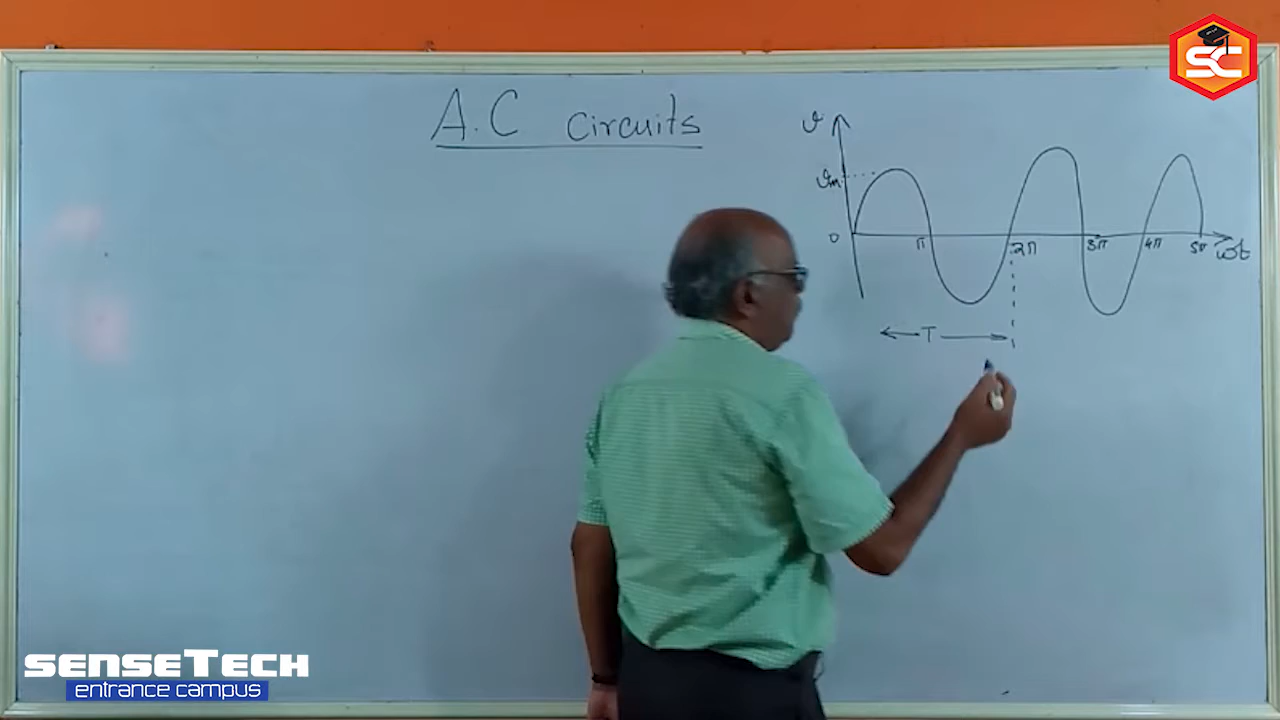 A.C Circuits
v
vm
0 π 2π 3π 4π 5π ωt
T
SC
SENSETECH
entrance campus